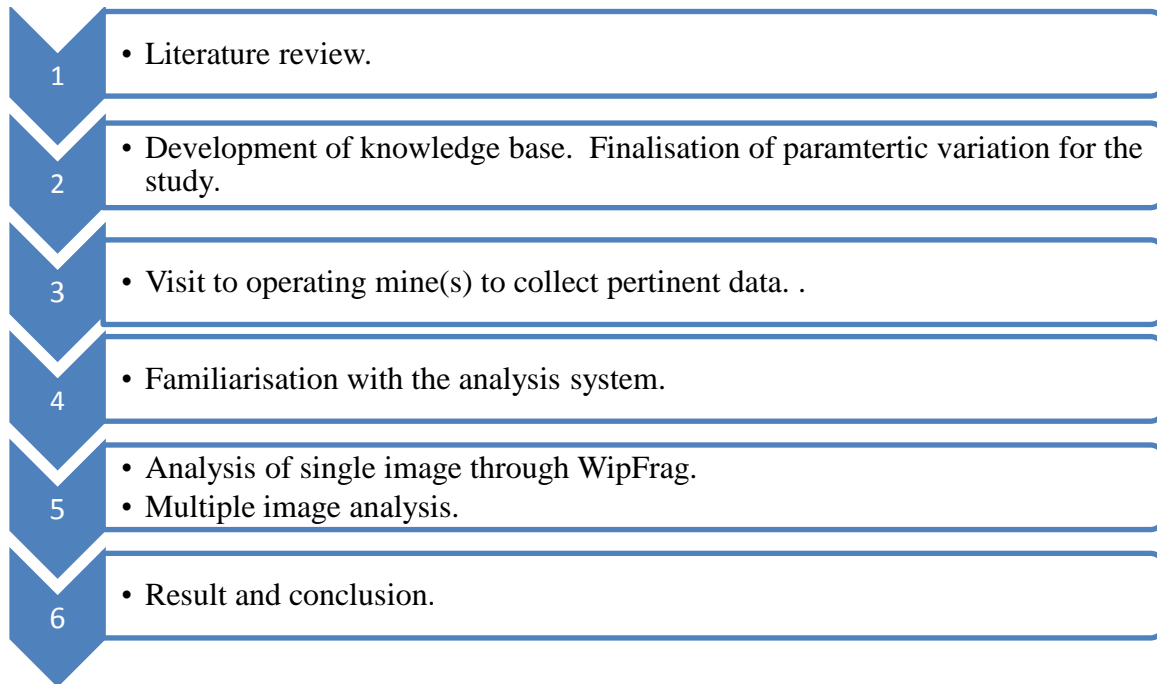 1
• Literature review.
2
• Development of knowledge base. Finalisation of paramtertic variation for the
study.
3
• Visit to operating mine(s) to collect pertinent data. .
4
• Familiarisation with the analysis system.
5
• Analysis of single image through WipFrag.
• Multiple image analysis.
6
• Result and conclusion.